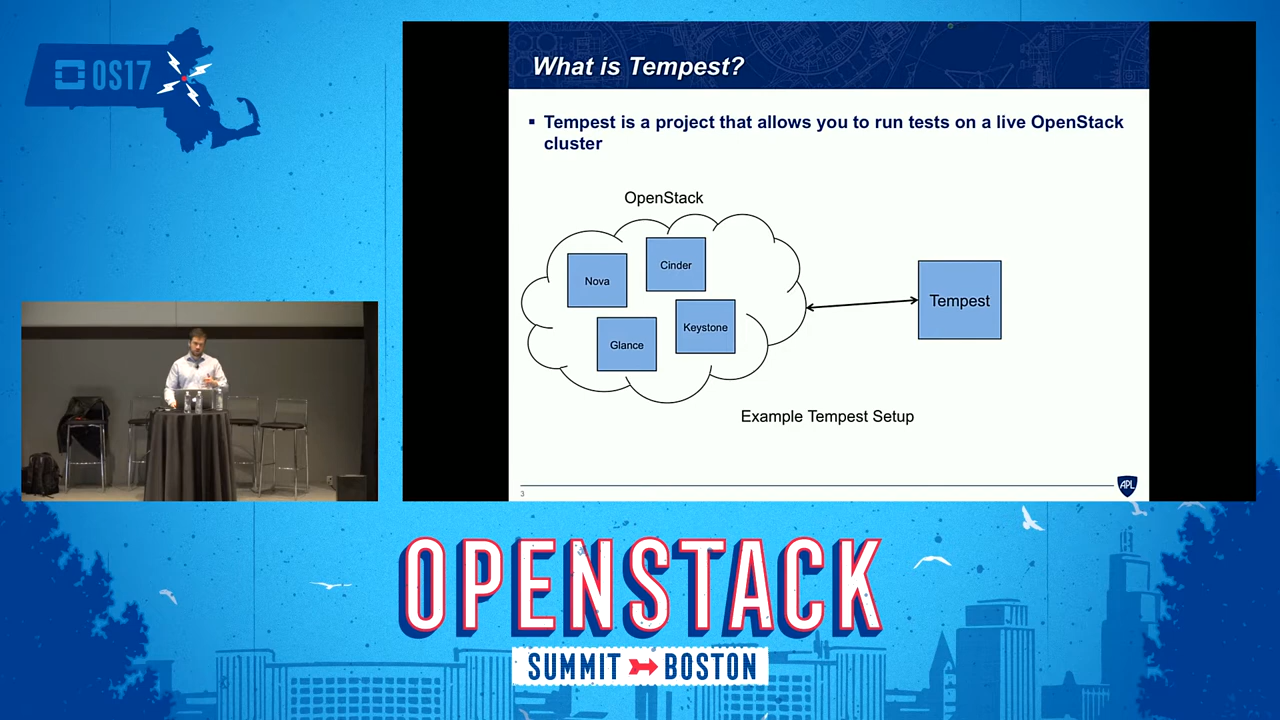 OS17
What is Tempest?
▪ Tempest is a project that allows you to run tests on a live OpenStack
cluster
OpenStack
Cinder
Nova
Keystone
Glance
Tempest
Example Tempest Setup
3
APL
OPENSTACK
SUMMIT BOSTON